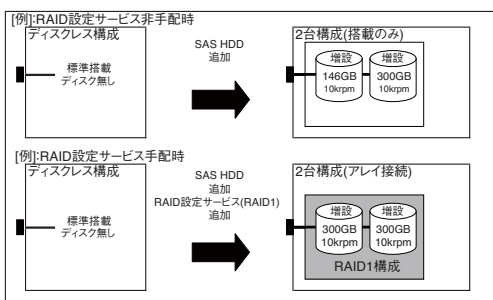 [例]:RAID設定サービス非手配時
ディスクレス構成
標準搭載
ディスク無し
SAS HDD
追加
2台構成(搭載のみ)
増設
146GB
10krpm
増設
300GB
10krpm
[例]:RAID設定サービス手配時
ディスクレス構成
標準搭載
ディスク無し
SAS HDD
追加
RAID設定サービス(RAID1)
追加
2台構成(アレイ接続)
増設
300GB
10krpm
増設
300GB
10krpm
RAID1構成